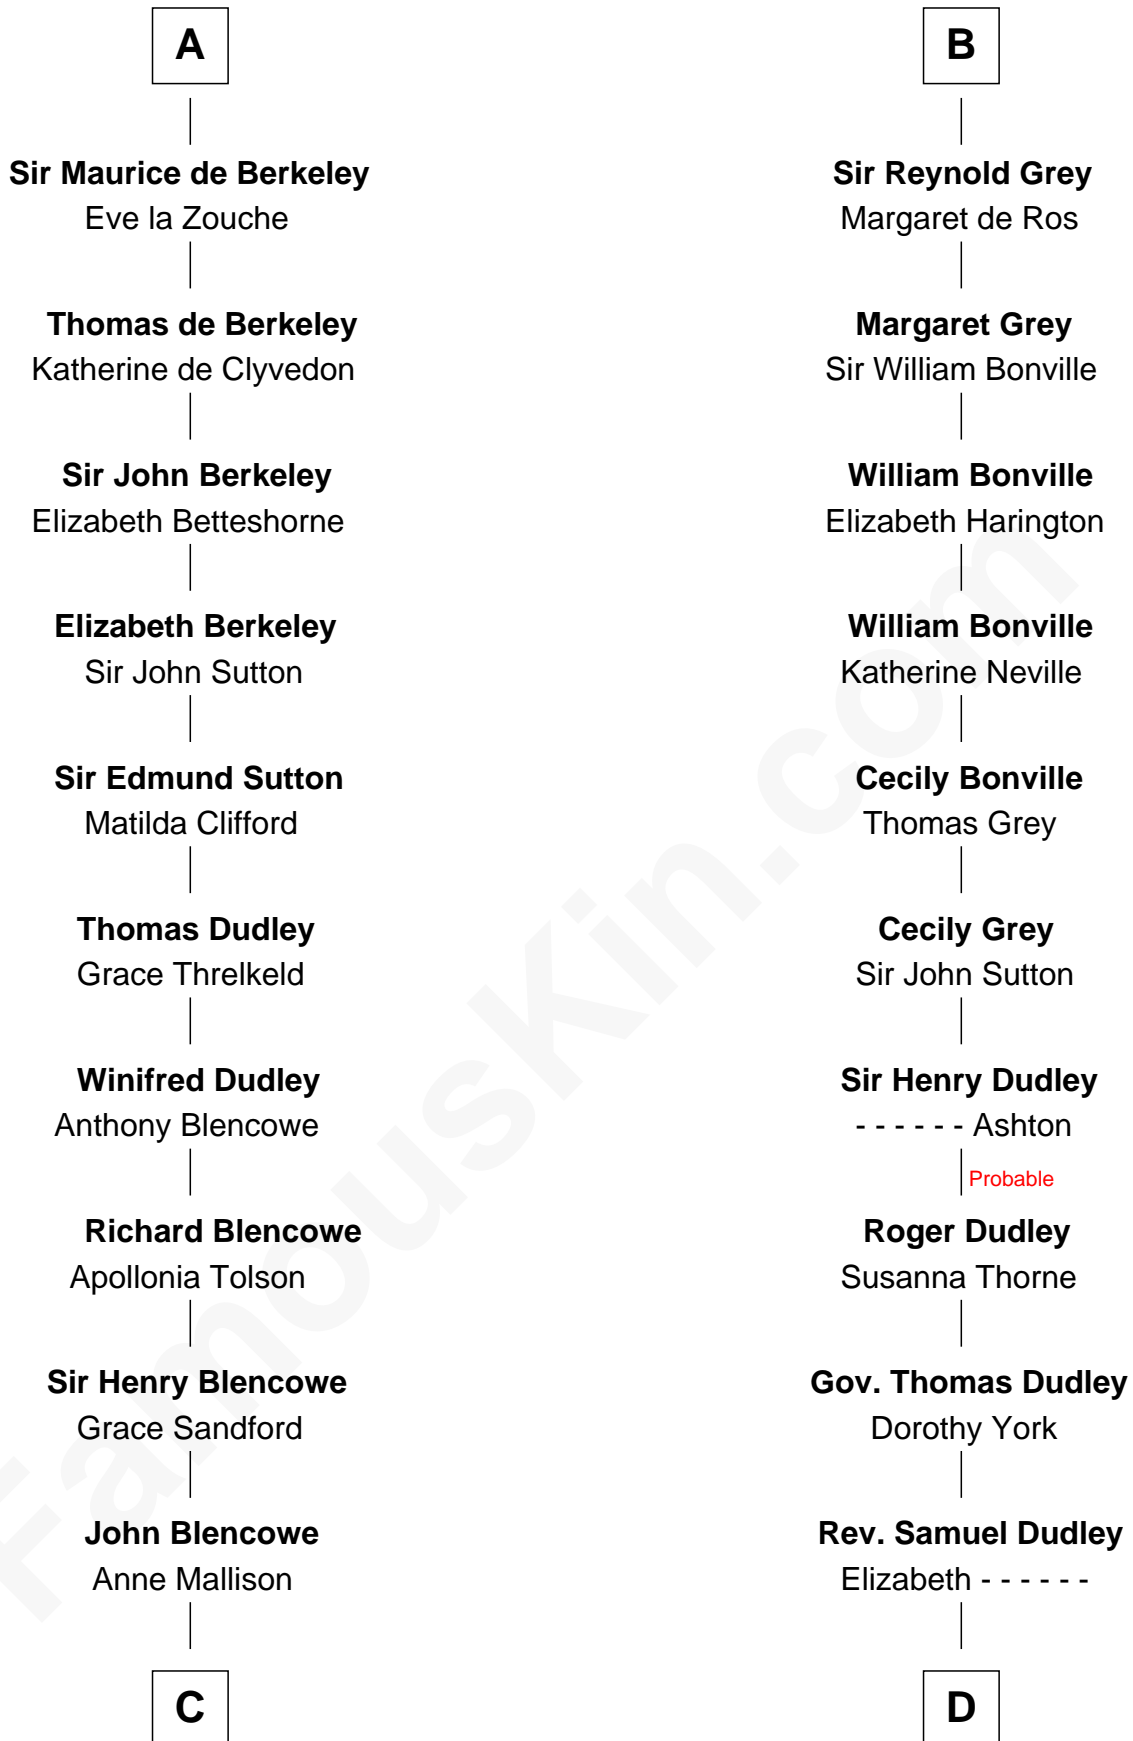 A
Sir Maurice de Berkeley
Eve la Zouche
Thomas de Berkeley
Katherine de Clyvedon
Sir John Berkeley
Elizabeth Betteshorne
Elizabeth Berkeley
Sir John Sutton
Sir Edmund Sutton
Matilda Clifford
Thomas Dudley
Grace Threlkeld
Winifred Dudley
Anthony Blencowe
Richard Blencowe
Apollonia Tolson
Sir Henry Blencowe
Grace Sandford
John Blencowe
Anne Mallison
C
B
Sir Reynold Grey
Margaret de Ros
Margaret Grey
Sir William Bonville
William Bonville
Elizabeth Harington
William Bonville
Katherine Neville
Cecily Bonville
Thomas Grey
Cecily Grey
Sir John Sutton
Sir Henry Dudley
- - - - - - Ashton
Probable
Roger Dudley
Susanna Thorne
Gov. Thomas Dudley
Dorothy York
Rev. Samuel Dudley
Elizabeth - - - - - -
D
FamousKin.com